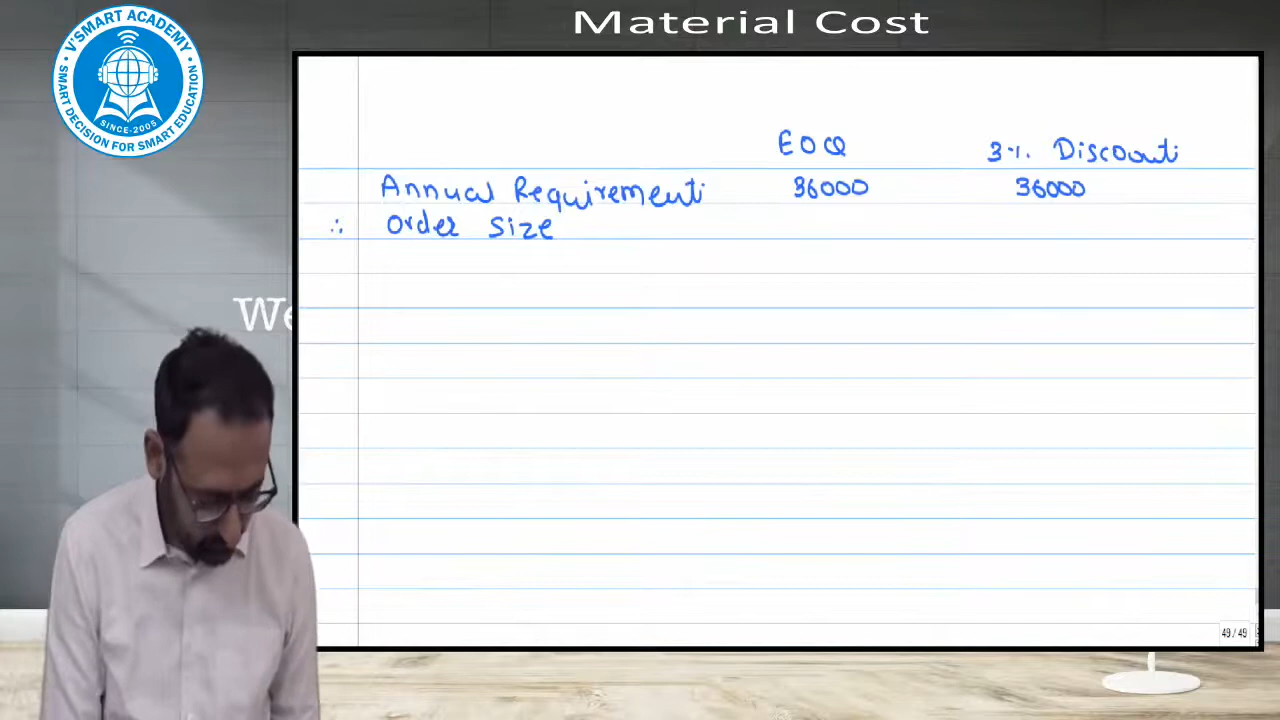 Material Cost
V'SMART ACADEMY
SMART DECISION FOR SMART EDUCATION
SINCE-2005
EOQ 3%. Discount
Annual Requirement 36000 36000
∴ Order Size
We
49/49